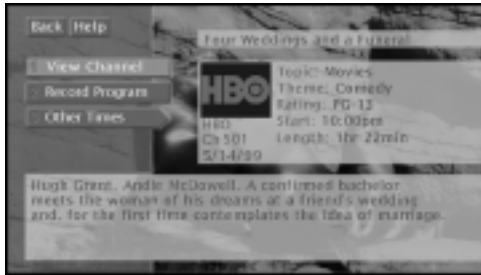 Back Help
Four Weddings and a Funeral
View Channel
Record Program
Other Times
HBO
HBO
Ch 501
5/14/99
Topic: Movies
Theme: Comedy
Rating: PG-13
Start: 10:00pm
Length: 1hr 22min
Hugh Grant, Andie McDowell. A confirmed bachelor
meets the woman of his dreams at a friend's wedding
and, for the first time contemplates the idea of marriage.